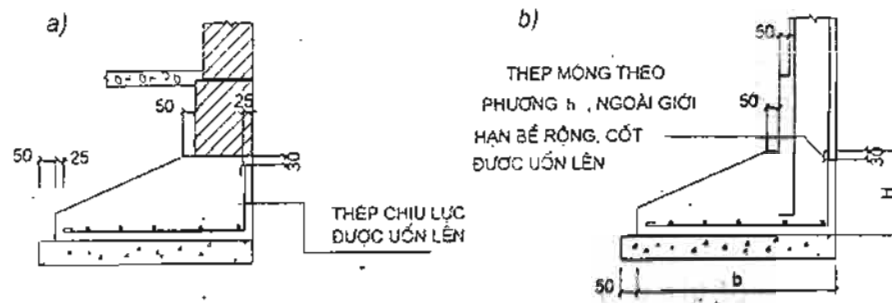 a)
50
25
50
25
30
THÉP CHỊU LỰC
ĐƯỢC UỐN LÊN
b)
50
THÉP MÓNG THEO
PHƯƠNG h , NGOÀI GIỚI
50
HẠN BỀ RỘNG, CỐT
ĐƯỢC UỐN LÊN
30
H
50
b